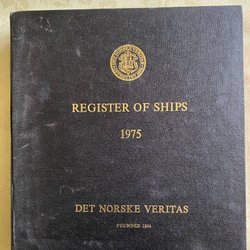 REGISTER OF SHIPS
1975
DET NORSKE VERITAS
FOUNDED 1864